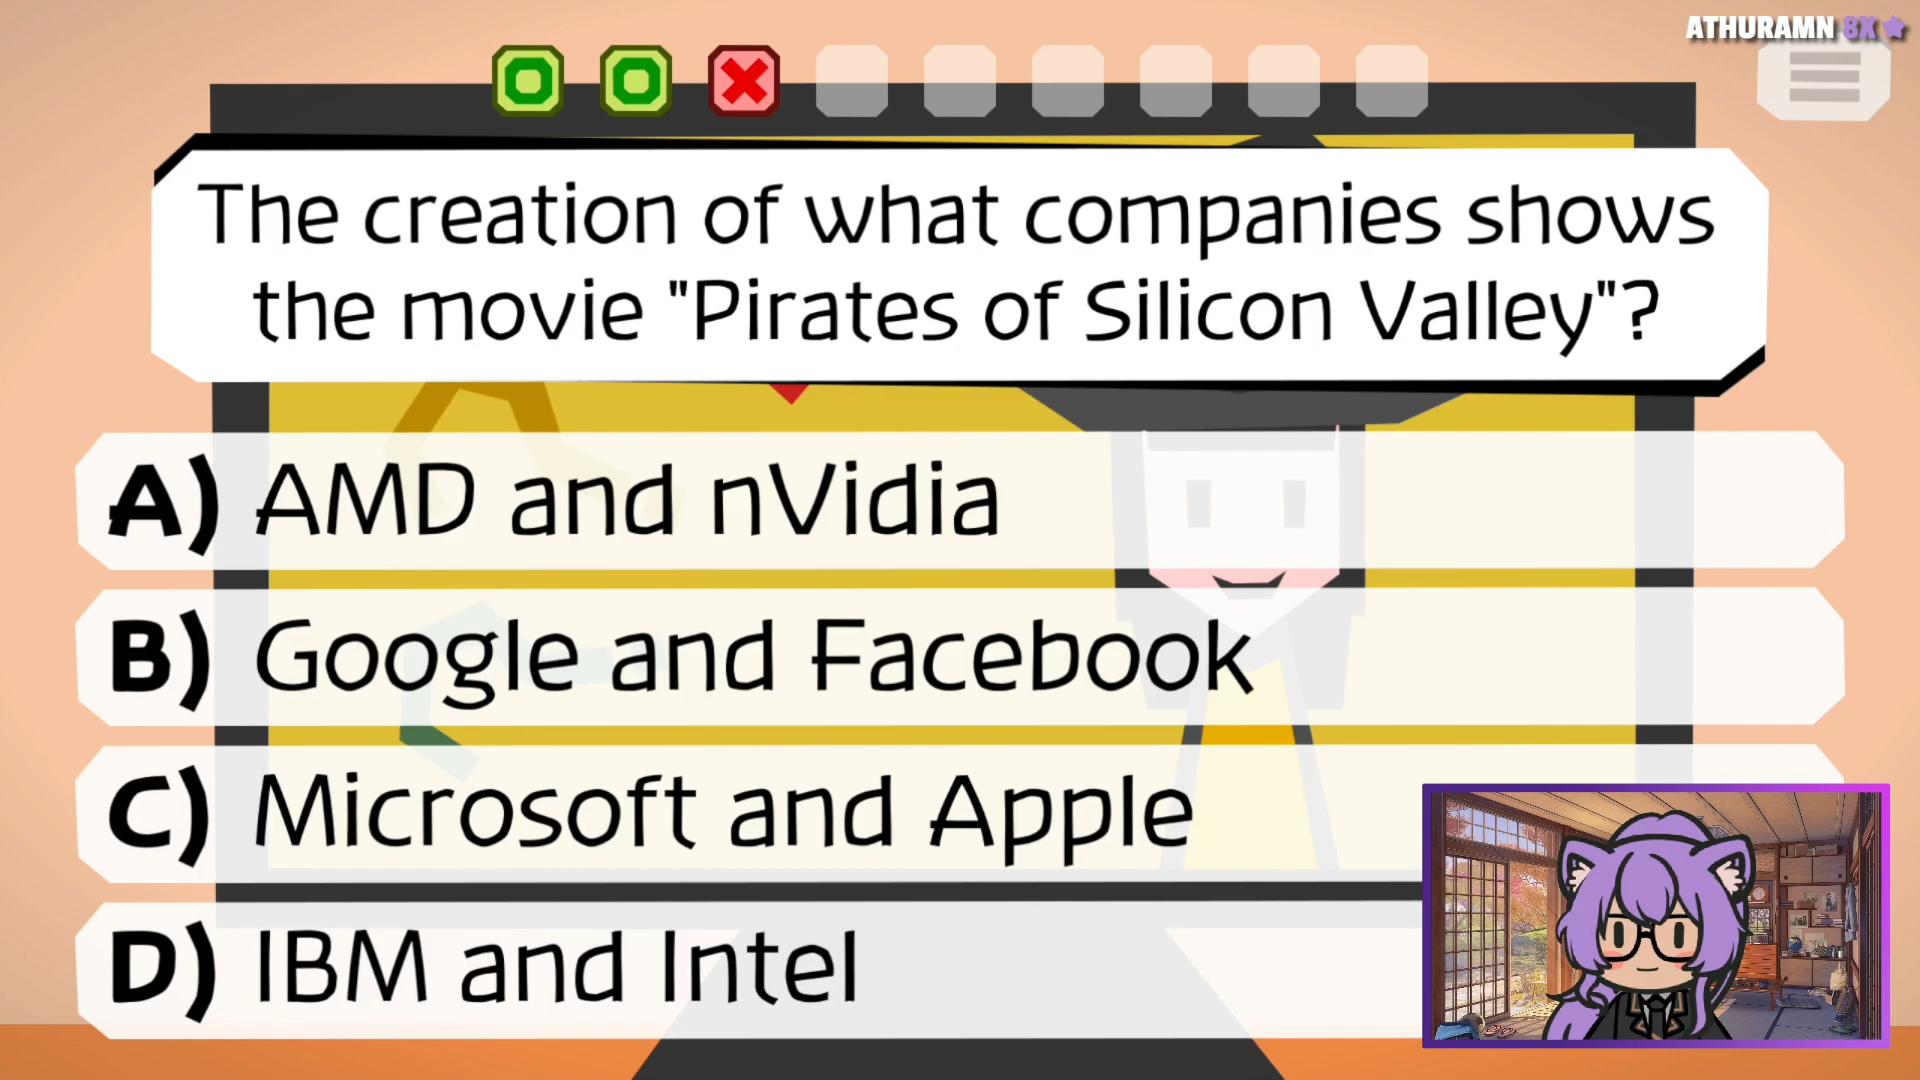 ATHURAMN 8X
The creation of what companies shows
the movie "Pirates of Silicon Valley"?
A) AMD and nVidia
B) Google and Facebook
C) Microsoft and Apple
D) IBM and Intel